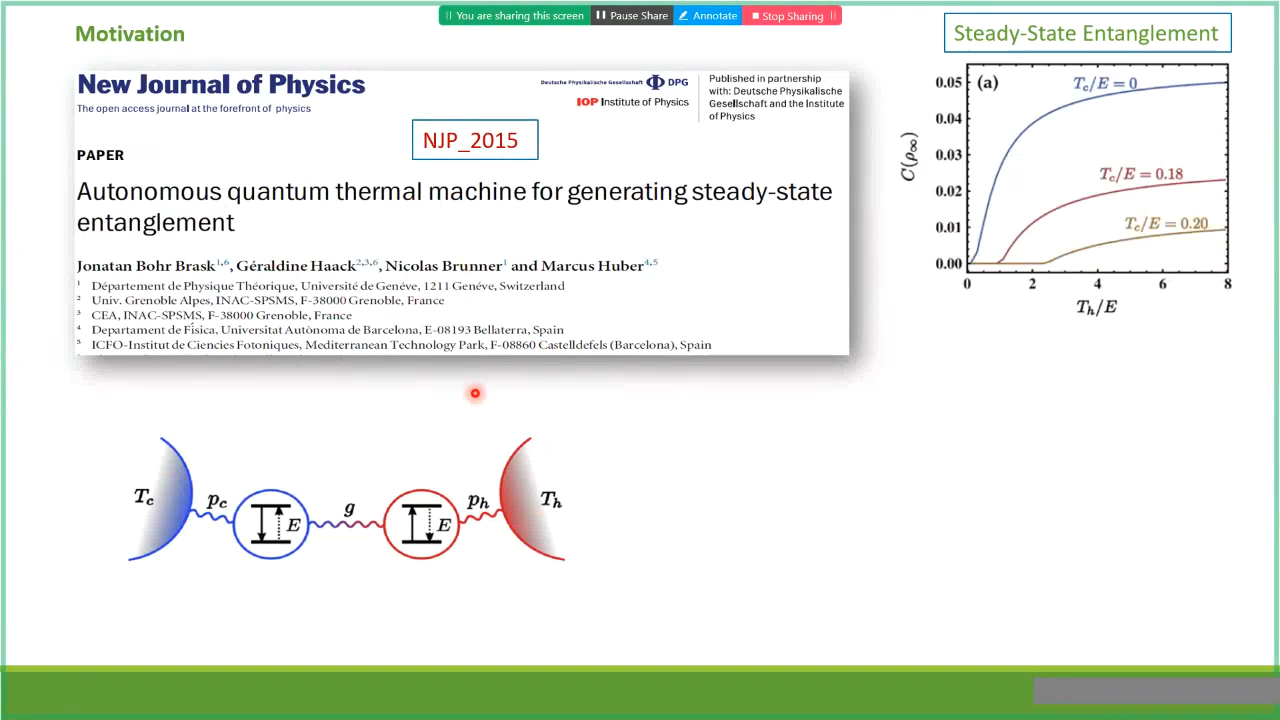 You are sharing this screen
Pause Share
Annotate
Stop Sharing
Motivation
Steady-State Entanglement
New Journal of Physics
The open access journal at the forefront of physics
Deutsche Physikalische Gesellschaft DPG
IOP Institute of Physics
Published in partnership
with: Deutsche Physikalische
Gesellschaft and the Institute
of Physics
NJP_2015
PAPER
Autonomous quantum thermal machine for generating steady-state
entanglement
Jonatan Bohr Brask1,6, Géraldine Haack2,3,6, Nicolas Brunner1 and Marcus Huber4,5
1 Département de Physique Théorique, Université de Genéve, 1211 Genéve, Switzerland
2 Univ. Grenoble Alpes, INAC-SPSMS, F-38000 Grenoble, France
3 CEA, INAC-SPSMS, F-38000 Grenoble, France
4 Departament de Física, Universitat Autònoma de Barcelona, E-08193 Bellaterra, Spain
5 ICFO-Institut de Ciencies Fotoniques, Mediterranean Technology Park, F-08860 Castelldefels (Barcelona), Spain
(a)
Tc/E = 0
Tc/E = 0.18
Tc/E = 0.20
C(ρ∞)
0.05
0.04
0.03
0.02
0.01
0.00
0 2 4 6 8
Th/E
Tc pc E g E ph Th